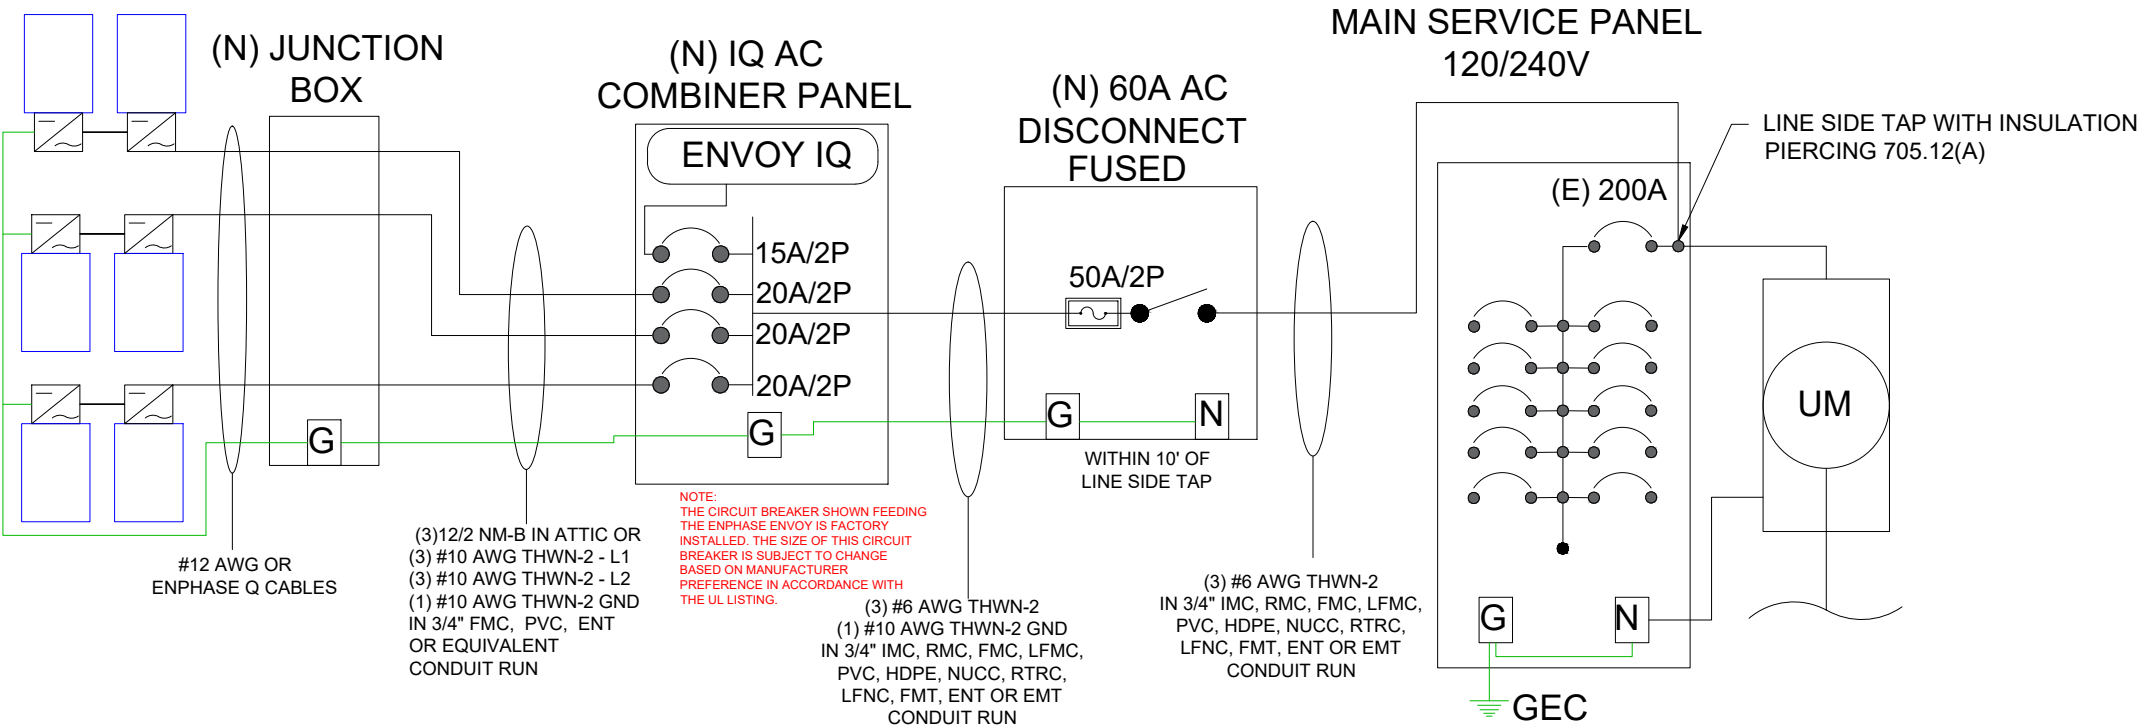 (N) JUNCTION
BOX
(N) IQ AC
COMBINER PANEL
(N) 60A AC
DISCONNECT
FUSED
MAIN SERVICE PANEL
120/240V
LINE SIDE TAP WITH INSULATION
PIERCING 705.12(A)
ENVOY IQ
15A/2P
20A/2P
20A/2P
20A/2P
G
G
50A/2P
G
N
WITHIN 10' OF
LINE SIDE TAP
(E) 200A
UM
G
N
GEC
#12 AWG OR
ENPHASE Q CABLES
(3)12/2 NM-B IN ATTIC OR
(3) #10 AWG THWN-2 - L1
(3) #10 AWG THWN-2 - L2
(1) #10 AWG THWN-2 GND
IN 3/4" FMC, PVC, ENT
OR EQUIVALENT
CONDUIT RUN
NOTE:
THE CIRCUIT BREAKER SHOWN FEEDING
THE ENPHASE ENVOY IS FACTORY
INSTALLED. THE SIZE OF THIS CIRCUIT
BREAKER IS SUBJECT TO CHANGE
BASED ON MANUFACTURER
PREFERENCE IN ACCORDANCE WITH
THE UL LISTING.
(3) #6 AWG THWN-2
(1) #10 AWG THWN-2 GND
IN 3/4" IMC, RMC, FMC, LFMC,
PVC, HDPE, NUCC, RTRC,
LFNC, FMT, ENT OR EMT
CONDUIT RUN
(3) #6 AWG THWN-2
IN 3/4" IMC, RMC, FMC, LFMC,
PVC, HDPE, NUCC, RTRC,
LFNC, FMT, ENT OR EMT
CONDUIT RUN